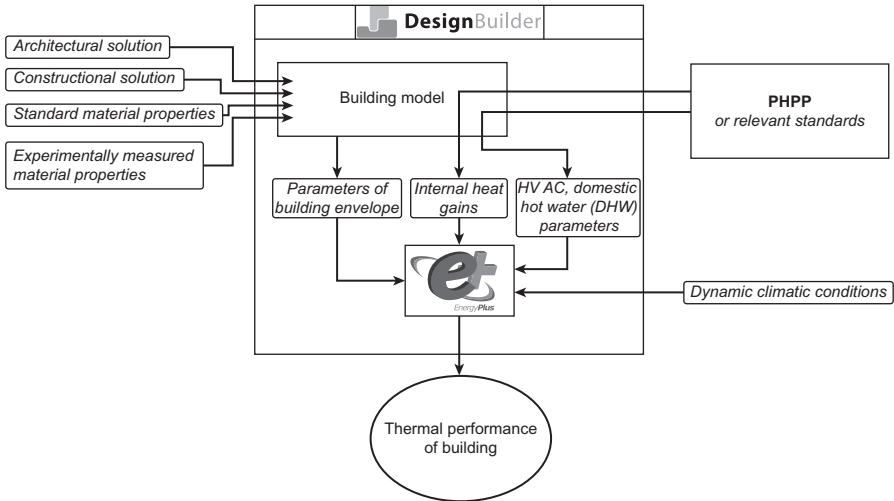 DesignBuilder
Architectural solution
Constructional solution
Standard material properties
Experimentally measured
material properties
Building model
PHPP
or relevant standards
Parameters of
building envelope
Internal heat
gains
HV AC, domestic
hot water (DHW)
parameters
et
EnergyPlus
Dynamic climatic conditions
Thermal performance
of building